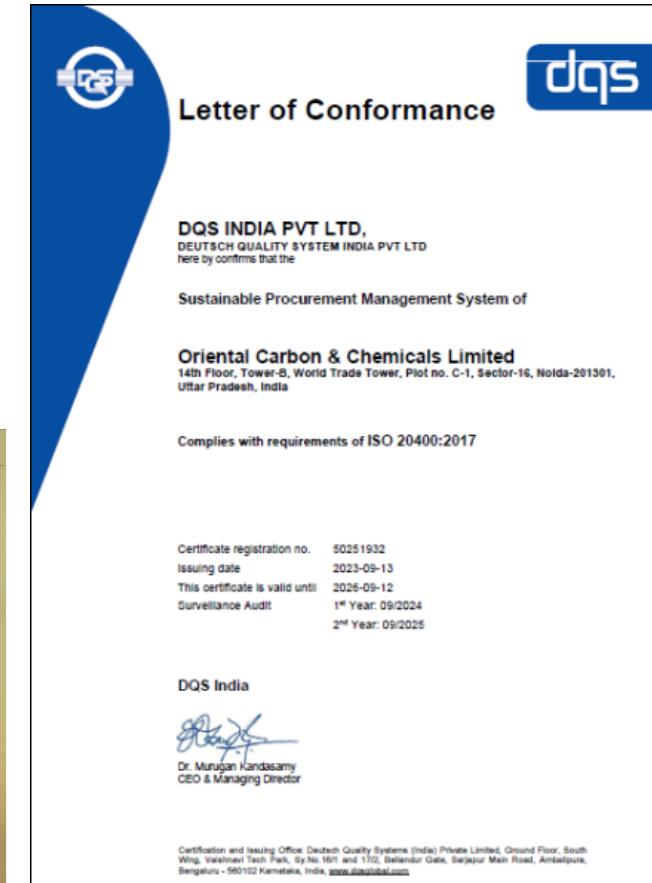 DQS
dqs
Letter of Conformance
DQS INDIA PVT LTD,
DEUTSCH QUALITY SYSTEM INDIA PVT LTD
here by confirms that the
Sustainable Procurement Management System of
Oriental Carbon & Chemicals Limited
14th Floor, Tower-B, World Trade Tower, Plot no. C-1, Sector-16, Noida-201301,
Uttar Pradesh, India
Complies with requirements of ISO 20400:2017
Certificate registration no. 50251932
Issuing date 2023-09-13
This certificate is valid until 2026-09-12
Surveillance Audit 1st Year: 09/2024
2nd Year: 09/2025
DQS India
Dr. Murugan Kandasamy
CEO & Managing Director
Certification and Issuing Office: Deutsch Quality Systems (India) Private Limited, Ground Floor, South
Wing, Vaishnavi Tech Park, Sy.No.16/1 and 17/2, Bellandur Gate, Sarjapur Main Road, Ambalipura,
Bengaluru - 560102 Karnataka, India, www.dqsglobal.com